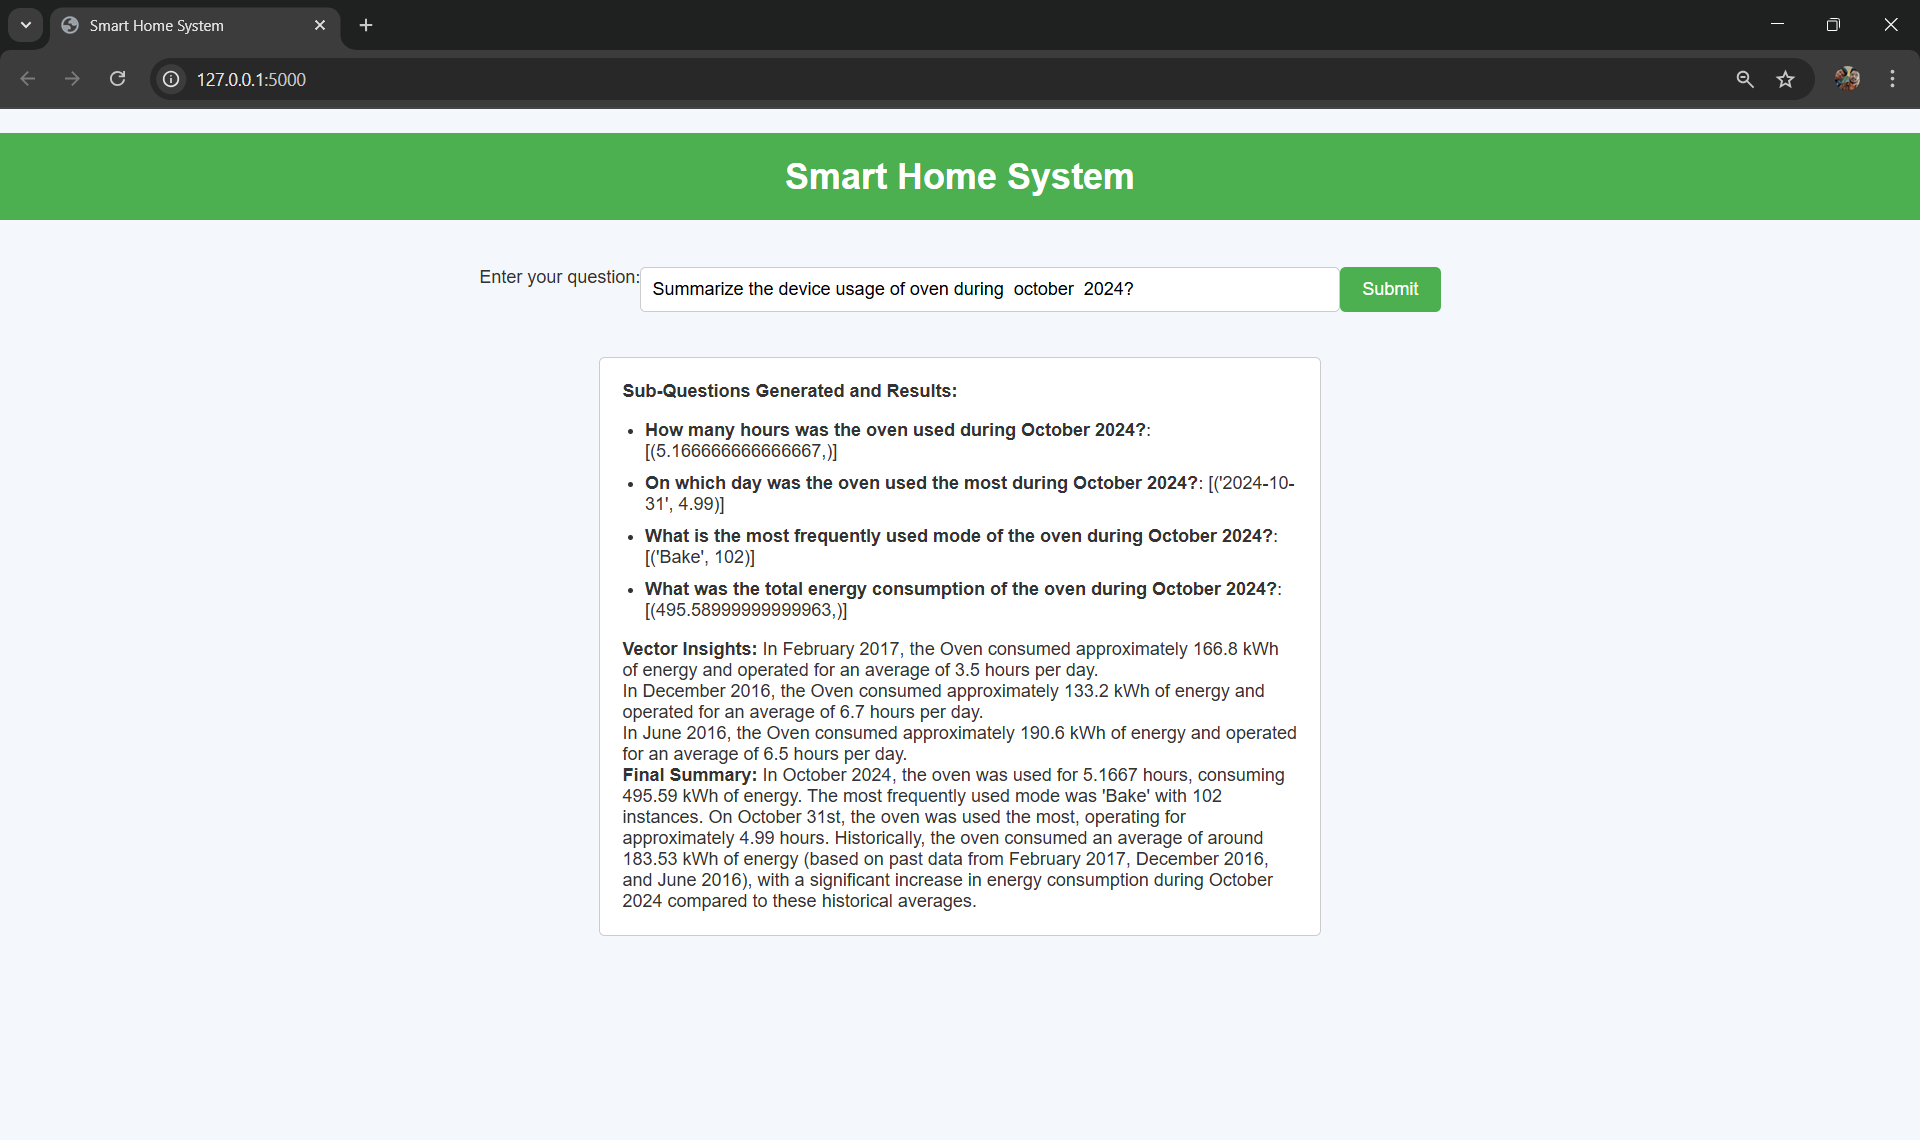 Smart Home System
127.0.0.1:5000
Smart Home System
Enter your question:
Summarize the device usage of oven during  october  2024?
Submit
Sub-Questions Generated and Results:
• How many hours was the oven used during October 2024?:
[(5.166666666666667,)]
• On which day was the oven used the most during October 2024?: [('2024-10-
31', 4.99)]
• What is the most frequently used mode of the oven during October 2024?:
[('Bake', 102)]
• What was the total energy consumption of the oven during October 2024?:
[(495.58999999999963,)]
Vector Insights: In February 2017, the Oven consumed approximately 166.8 kWh
of energy and operated for an average of 3.5 hours per day.
In December 2016, the Oven consumed approximately 133.2 kWh of energy and
operated for an average of 6.7 hours per day.
In June 2016, the Oven consumed approximately 190.6 kWh of energy and operated
for an average of 6.5 hours per day.
Final Summary: In October 2024, the oven was used for 5.1667 hours, consuming
495.59 kWh of energy. The most frequently used mode was 'Bake' with 102
instances. On October 31st, the oven was used the most, operating for
approximately 4.99 hours. Historically, the oven consumed an average of around
183.53 kWh of energy (based on past data from February 2017, December 2016,
and June 2016), with a significant increase in energy consumption during October
2024 compared to these historical averages.